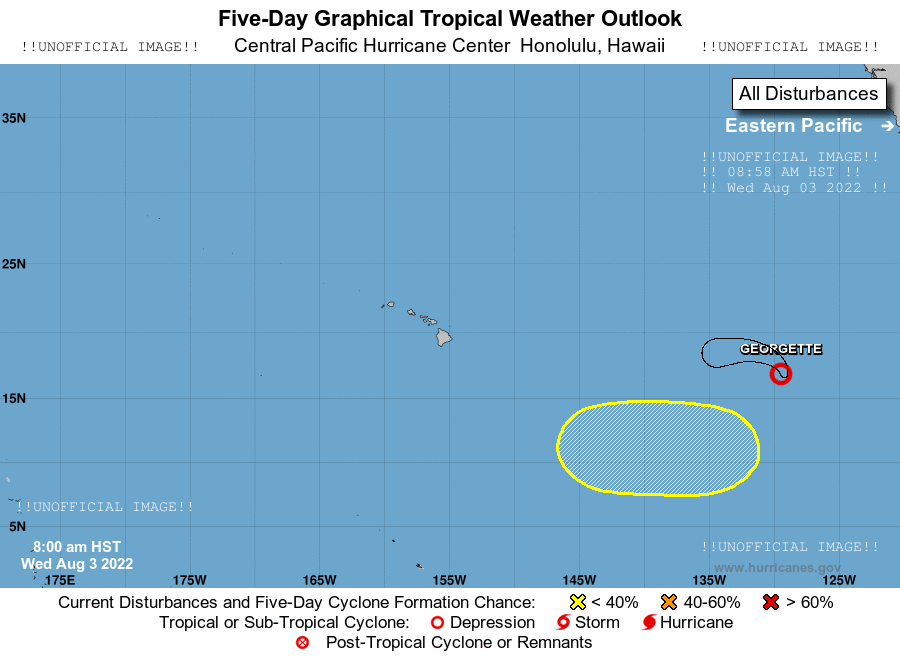 Five-Day Graphical Tropical Weather Outlook
!!UNOFFICIAL IMAGE!! Central Pacific Hurricane Center Honolulu, Hawaii !!UNOFFICIAL IMAGE!!
All Disturbances
35N
Eastern Pacific →
!!UNOFFICIAL IMAGE!!
!! 08:58 AM HST !!
!! Wed Aug 03 2022 !!
25N
GEORGETTE
15N
!!UNOFFICIAL IMAGE!!
5N
8:00 am HST
Wed Aug 3 2022
!!UNOFFICIAL IMAGE!!
www.hurricanes.gov
175E 175W 165W 155W 145W 135W 125W
Current Disturbances and Five-Day Cyclone Formation Chance: < 40% 40-60% > 60%
Tropical or Sub-Tropical Cyclone: Depression Storm Hurricane
Post-Tropical Cyclone or Remnants